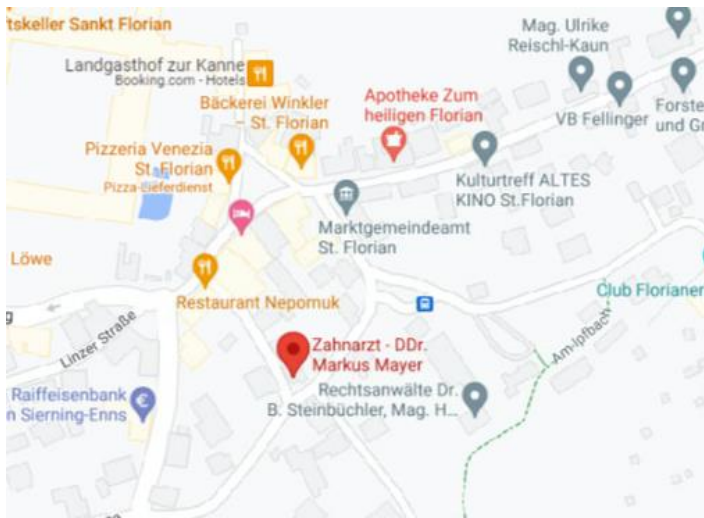 tskeller Sankt Florian
Mag. Ulrike
Reischl-Kaun
Landgasthof zur Kanne
Booking.com - Hotels
Bäckerei Winkler
– St. Florian
Apotheke Zum
heiligen Florian
VB Fellinger
Forste
und Gr
Pizzeria Venezia
St. Florian
Pizza-Lieferdienst
Kulturtreff ALTES
KINO St.Florian
Marktgemeindeamt
St. Florian
Löwe
Club Florianer
Restaurant Nepomuk
g
Linzer Straße
Am-Ipfbach
Zahnarzt - DDr.
Markus Mayer
Raiffeisenbank
n Sierning-Enns
€
Rechtsanwälte Dr.
B. Steinbüchler, Mag. H...